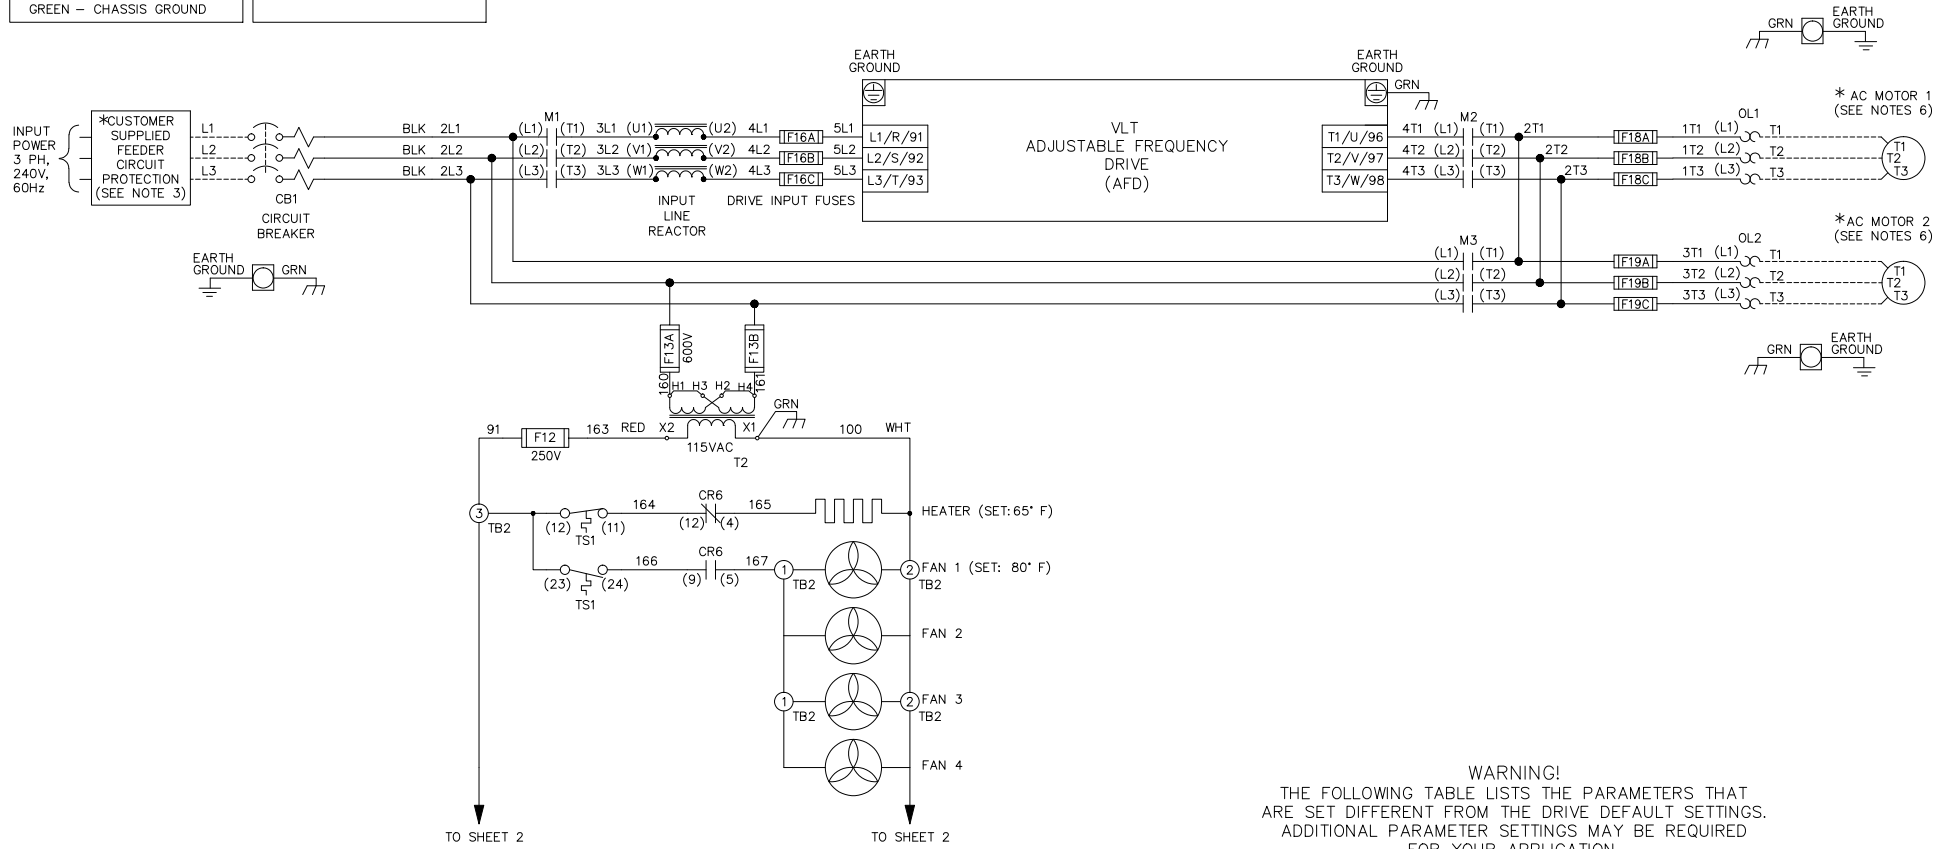 GREEN – CHASSIS GROUND
EARTH
GROUND
GRN
EARTH
GROUND
EARTH
GROUND
GRN
* AC MOTOR 1
(SEE NOTES 6)
INPUT
POWER
3 PH,
240V,
60Hz
*CUSTOMER
SUPPLIED
FEEDER
CIRCUIT
PROTECTION
(SEE NOTE 3)
L1
L2
L3
CB1
CIRCUIT
BREAKER
M1
BLK 2L1 (L1) (T1) 3L1 (U1) (U2) 4L1 F16A 5L1 L1/R/91
BLK 2L2 (L2) (T2) 3L2 (V1) (V2) 4L2 F16B 5L2 L2/S/92
BLK 2L3 (L3) (T3) 3L3 (W1) (W2) 4L3 F16C 5L3 L3/T/93
INPUT
LINE
REACTOR
DRIVE INPUT FUSES
VLT
ADJUSTABLE FREQUENCY
DRIVE
(AFD)
M2
OL1
T1/U/96 4T1 (L1) (T1) 2T1 F18A 1T1 (L1) T1
T2/V/97 4T2 (L2) (T2) 2T2 F18B 1T2 (L2) T2
T3/W/98 4T3 (L3) (T3) 2T3 F18C 1T3 (L3) T3
T1
T2
T3
*AC MOTOR 2
(SEE NOTES 6)
M3
OL2
(L1) (T1) F19A 3T1 (L1) T1
(L2) (T2) F19B 3T2 (L2) T2
(L3) (T3) F19C 3T3 (L3) T3
T1
T2
T3
EARTH
GROUND
GRN
GRN
EARTH
GROUND
F13A
600V
F13B
160
161
H1 H3 H2 H4
GRN
91 F12 163 RED X2 X1 100 WHT
250V
115VAC
T2
3
TB2
(12) (11)
TS1
164
CR6
(12) (4)
165
HEATER (SET:65° F)
(23) (24)
TS1
166
CR6
(9) (5)
167
1
TB2
2
TB2
FAN 1 (SET: 80° F)
FAN 2
1
TB2
2
TB2
FAN 3
FAN 4
TO SHEET 2
TO SHEET 2
WARNING!
THE FOLLOWING TABLE LISTS THE PARAMETERS THAT
ARE SET DIFFERENT FROM THE DRIVE DEFAULT SETTINGS.
ADDITIONAL PARAMETER SETTINGS MAY BE REQUIRED
FOR YOUR APPLICATION